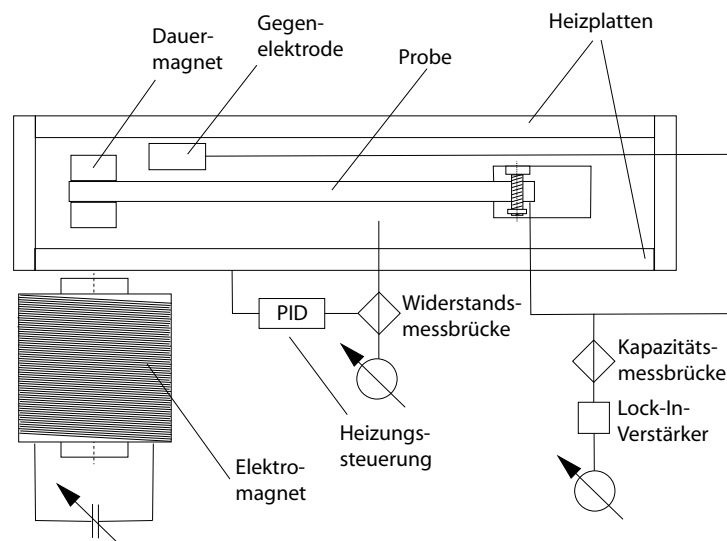 Dauer-
magnet
Gegen-
elektrode
Probe
Heizplatten
PID
Widerstands-
messbrücke
Heizungs-
steuerung
Kapazitäts-
messbrücke
Lock-In-
Verstärker
Elektro-
magnet